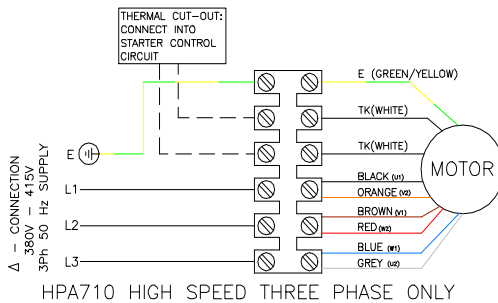 THERMAL CUT-OUT:
CONNECT INTO
STARTER CONTROL
CIRCUIT
E (GREEN/YELLOW)
TK(WHITE)
TK(WHITE)
E
MOTOR
BLACK (U1)
ORANGE (V2)
L1
BROWN (V1)
RED (W2)
L2
BLUE (W1)
GREY (U2)
L3
Δ - CONNECTION
380V - 415V
3Ph 50 Hz SUPPLY
HPA710 HIGH SPEED THREE PHASE ONLY